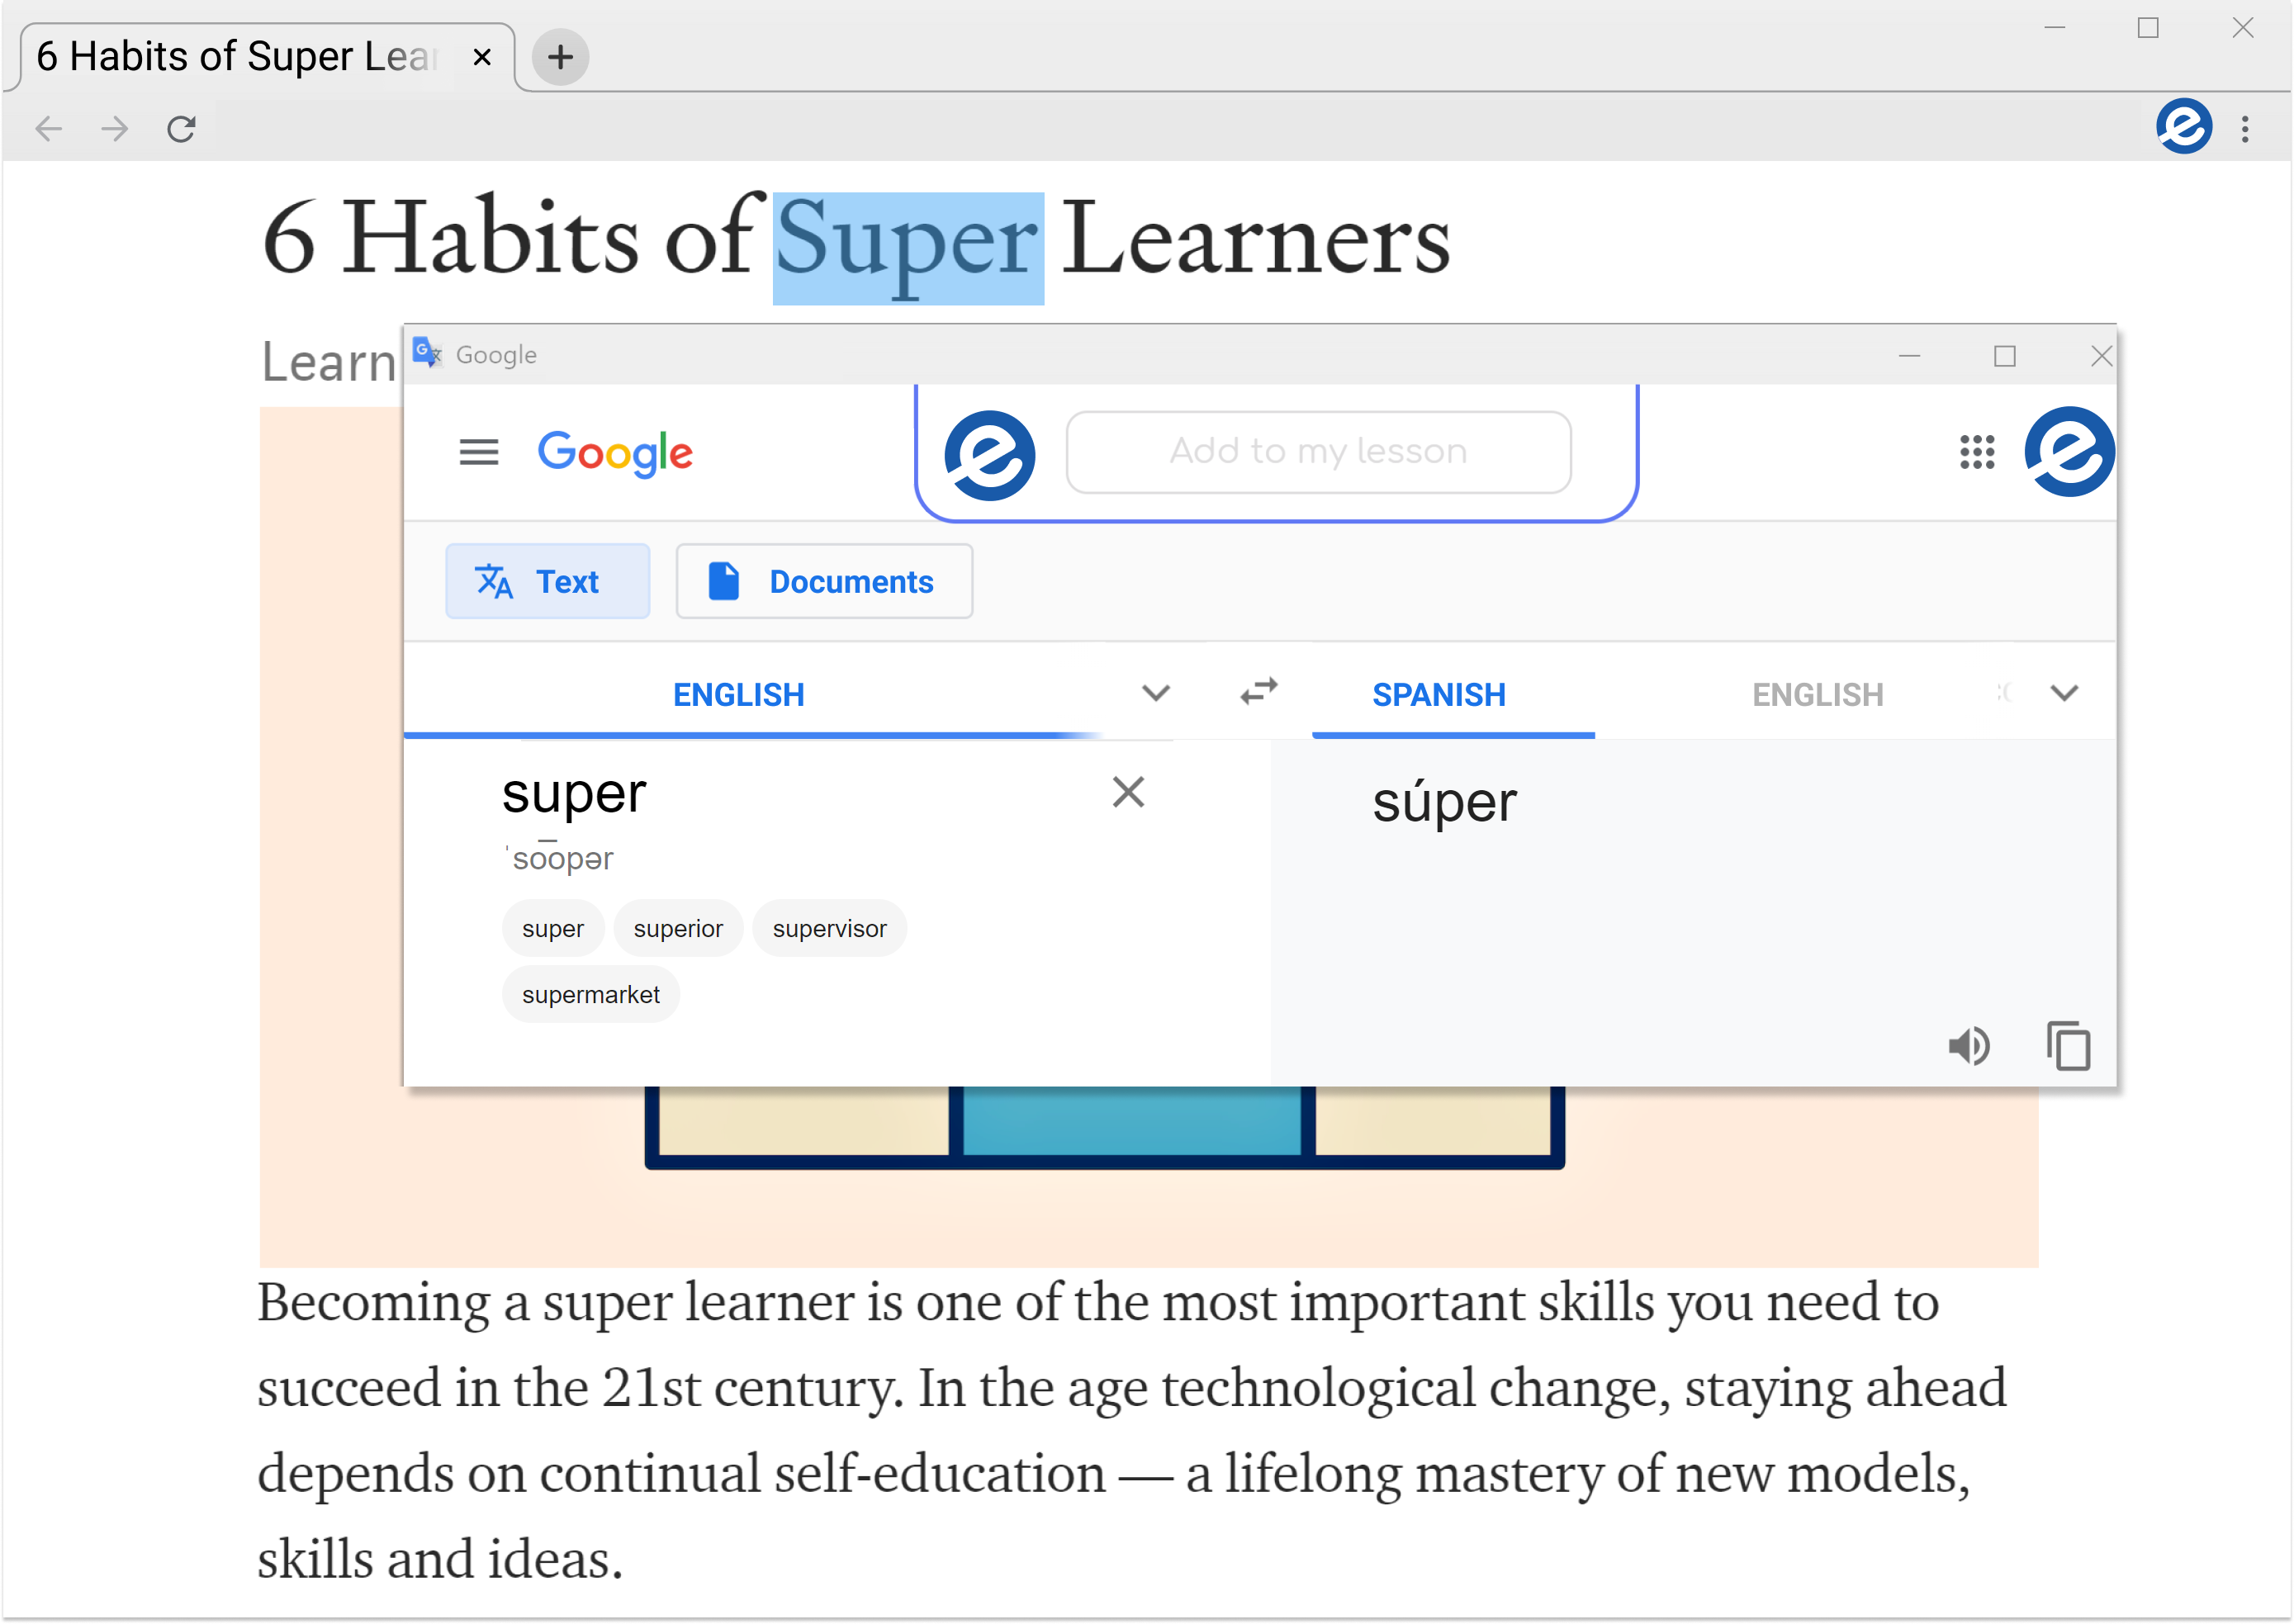 6 Habits of Super Lear
6 Habits of Super Learners
Learn
Google
Google
Add to my lesson
Text
Documents
ENGLISH
SPANISH
ENGLISH
super
súper
ˈso͞opər
super
superior
supervisor
supermarket
Becoming a super learner is one of the most important skills you need to
succeed in the 21st century. In the age technological change, staying ahead
depends on continual self-education — a lifelong mastery of new models,
skills and ideas.